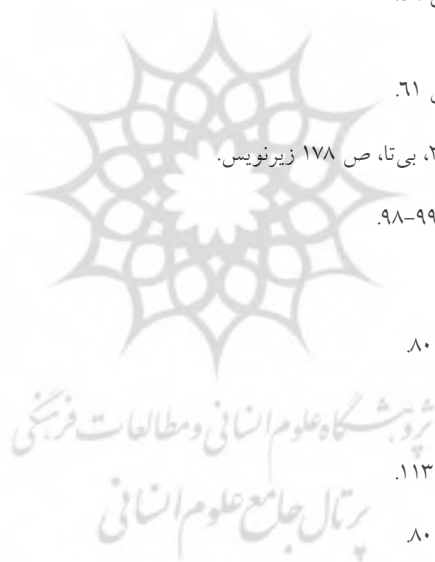 ص ٦١.
٢، بی‌تا، ص ١٧٨ زیرنویس.
٩٨-٩٩.
٨٠.
پژوهشگاه علوم انسانی و مطالعات فرهنگی
١١٣.
پرتال جامع علوم انسانی
٨٠.